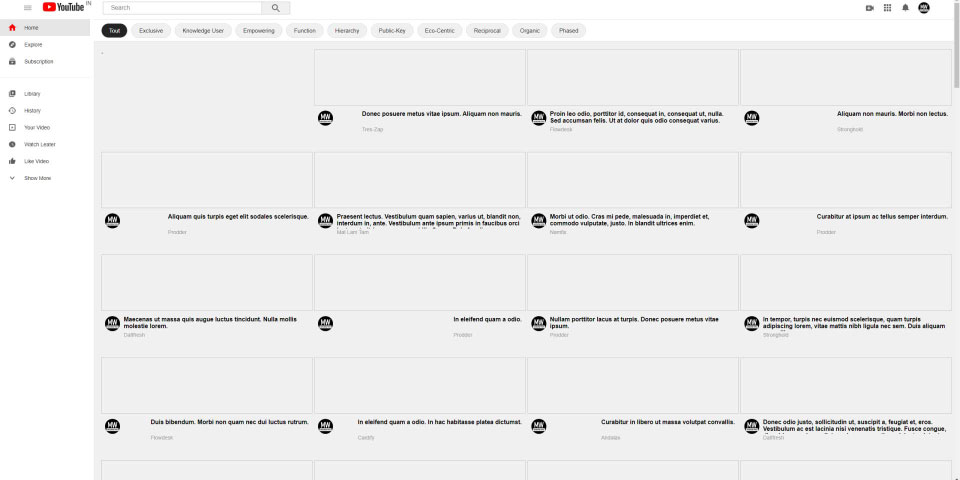 YouTube IN
Search
Home
Explore
Subscription
Library
History
Your Video
Watch Leater
Like Video
Show More
Tout
Exclusive
Knowledge User
Empowering
Function
Hierarchy
Public-Key
Eco-Centric
Reciprocal
Organic
Phased
MW
Donec posuere metus vitae ipsum. Aliquam non mauris.
Tres-Zap
MW
Proin leo odio, porttitor id, consequat in, consequat ut, nulla.
Sed accumsan felis. Ut at dolor quis odio consequat varius.
Flowdesk
MW
Aliquam non mauris. Morbi non lectus.
Stronghold
MW
Aliquam quis turpis eget elit sodales scelerisque.
Prodder
MW
Praesent lectus. Vestibulum quam sapien, varius ut, blandit non,
interdum in, ante. Vestibulum ante ipsum primis in faucibus orci
Mat Lam Tam
MW
Morbi ut odio. Cras mi pede, malesuada in, imperdiet et,
commodo vulputate, justo. In blandit ultrices enim.
Namfix
MW
Curabitur at ipsum ac tellus semper interdum.
Prodder
MW
Maecenas ut massa quis augue luctus tincidunt. Nulla mollis
molestie lorem.
Daltfresh
MW
In eleifend quam a odio.
Prodder
MW
Nullam porttitor lacus at turpis. Donec posuere metus vitae
ipsum.
Prodder
MW
In tempor, turpis nec euismod scelerisque, quam turpis
adipiscing lorem, vitae mattis nibh ligula nec sem. Duis aliquam
Stronghold
MW
Duis bibendum. Morbi non quam nec dui luctus rutrum.
Flowdesk
MW
In eleifend quam a odio. In hac habitasse platea dictumst.
Cardify
MW
Curabitur in libero ut massa volutpat convallis.
Andalax
MW
Donec odio justo, sollicitudin ut, suscipit a, feugiat et, eros.
Vestibulum ac est lacinia nisi venenatis tristique. Fusce congue,
Daltfresh